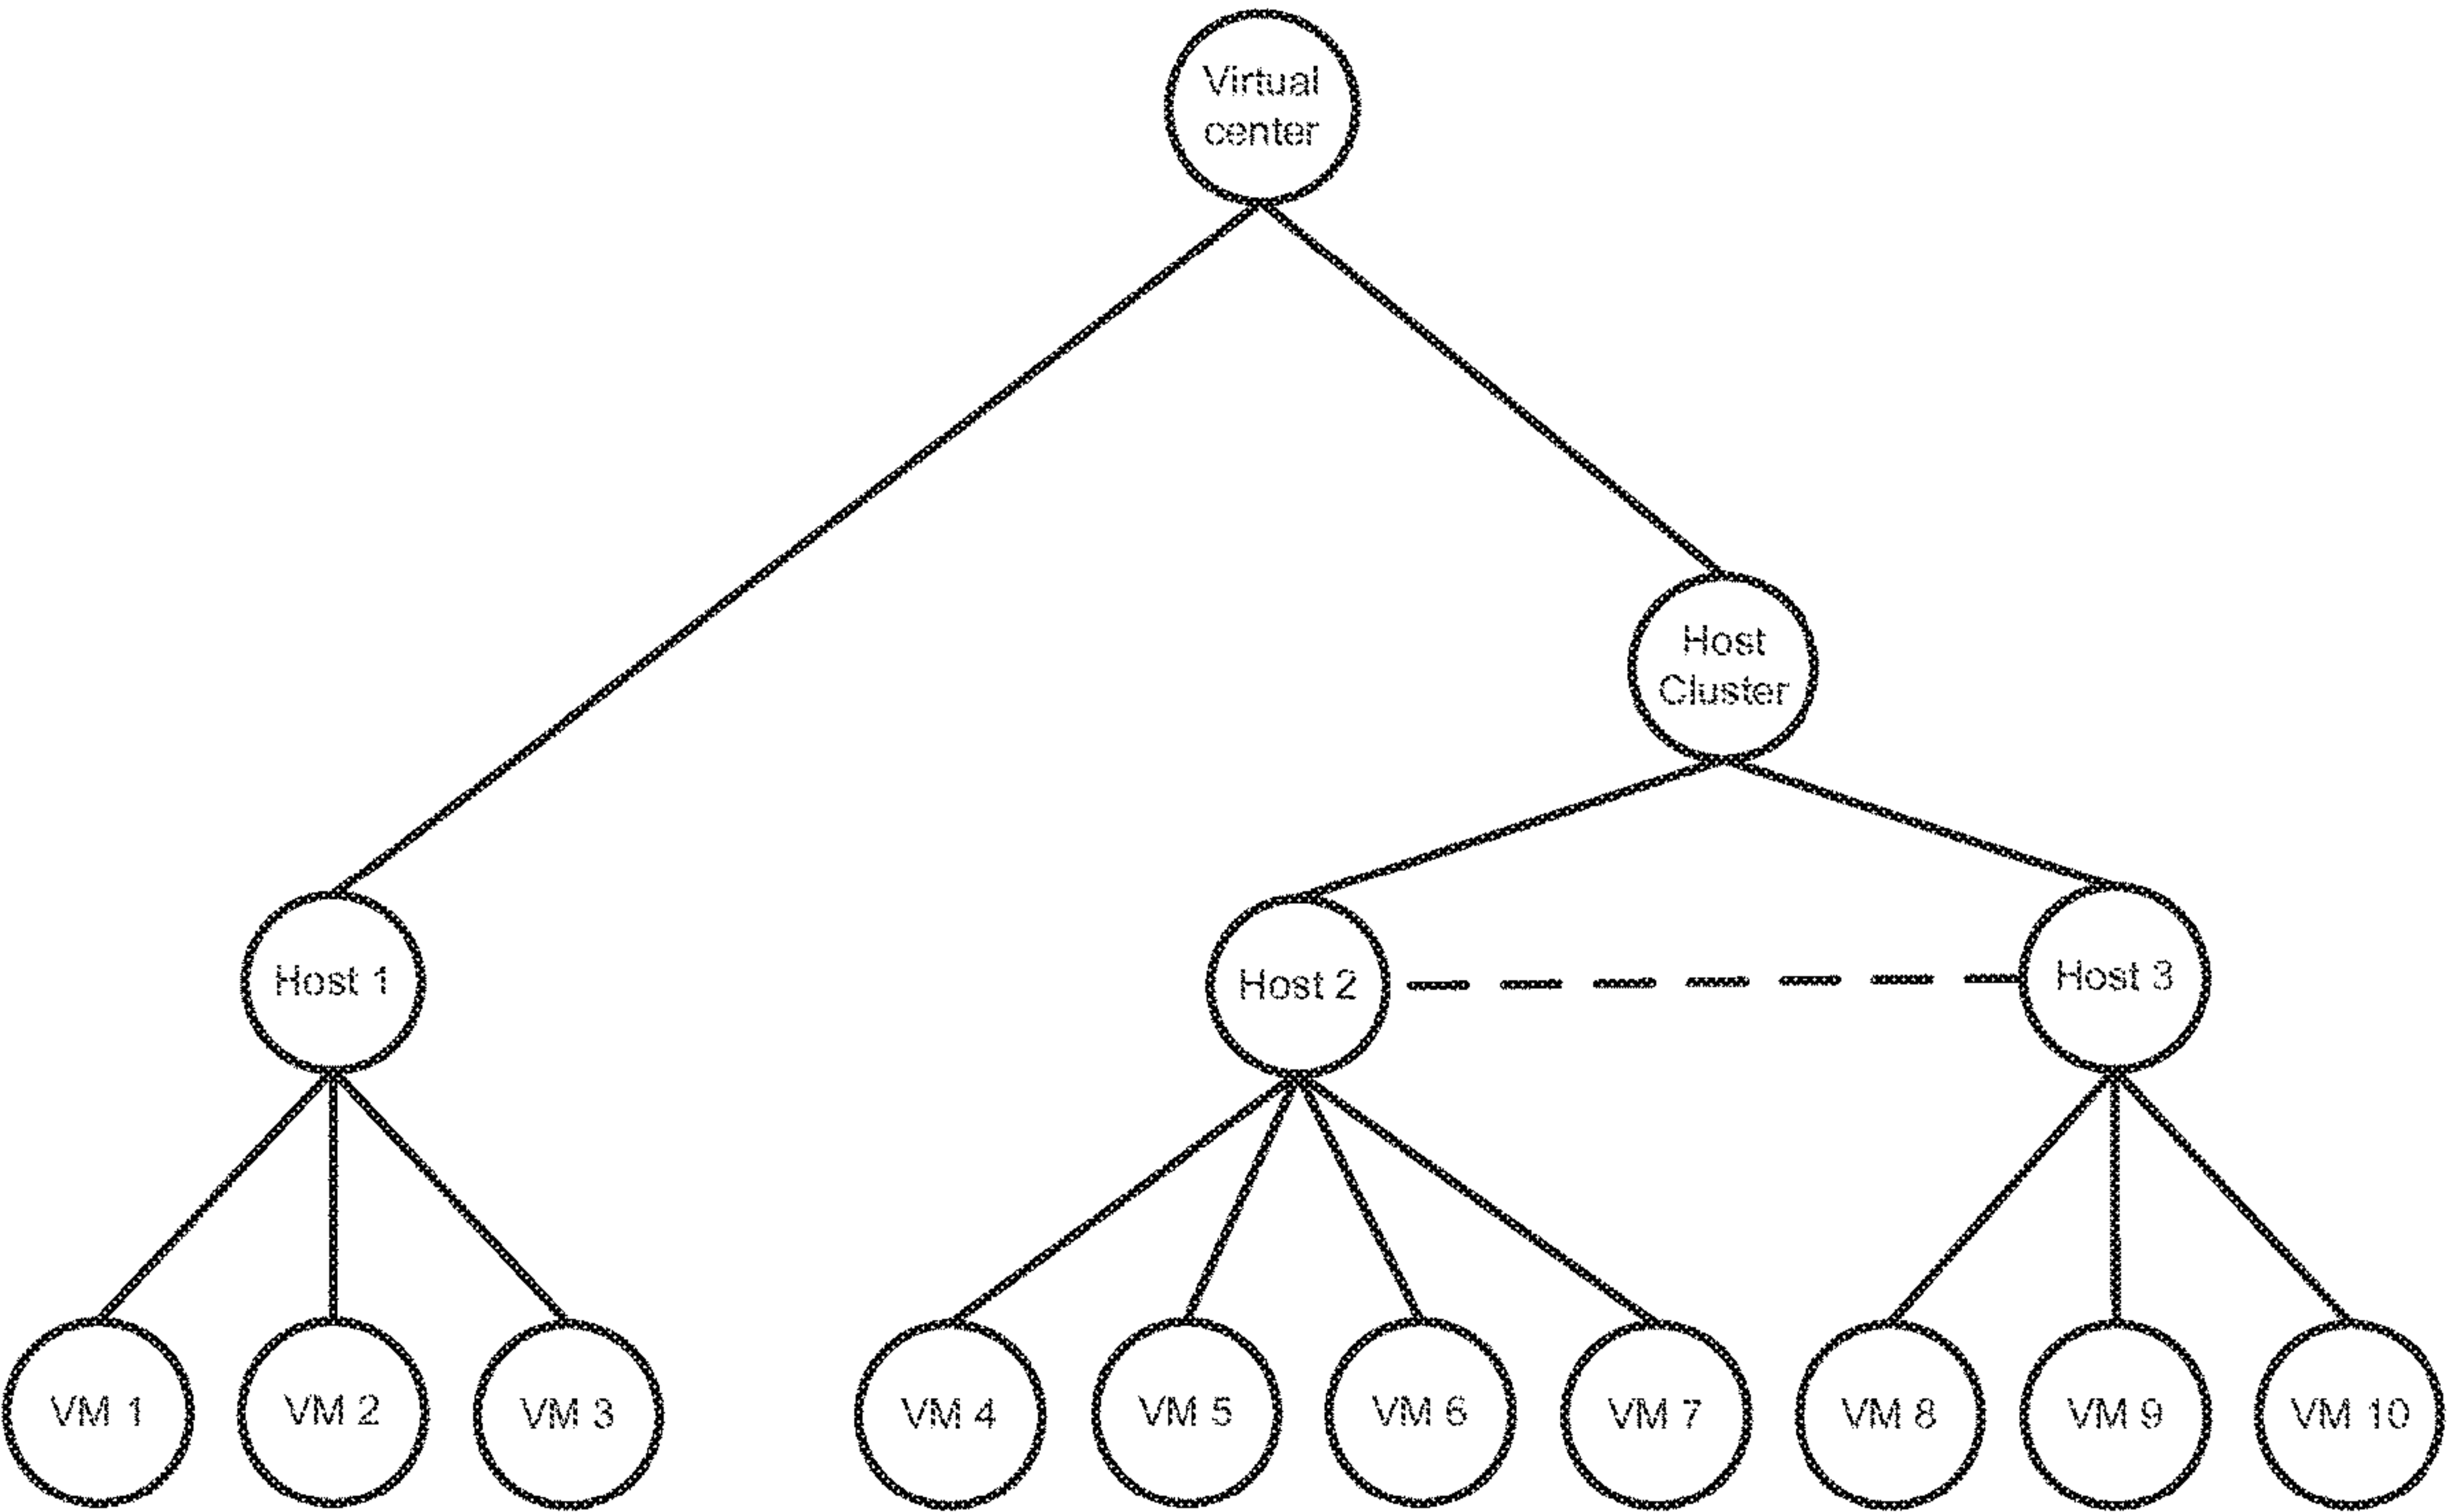 Virtual
center
Host
Cluster
Host 1
Host 2
Host 3
VM 1
VM 2
VM 3
VM 4
VM 5
VM 6
VM 7
VM 8
VM 9
VM 10